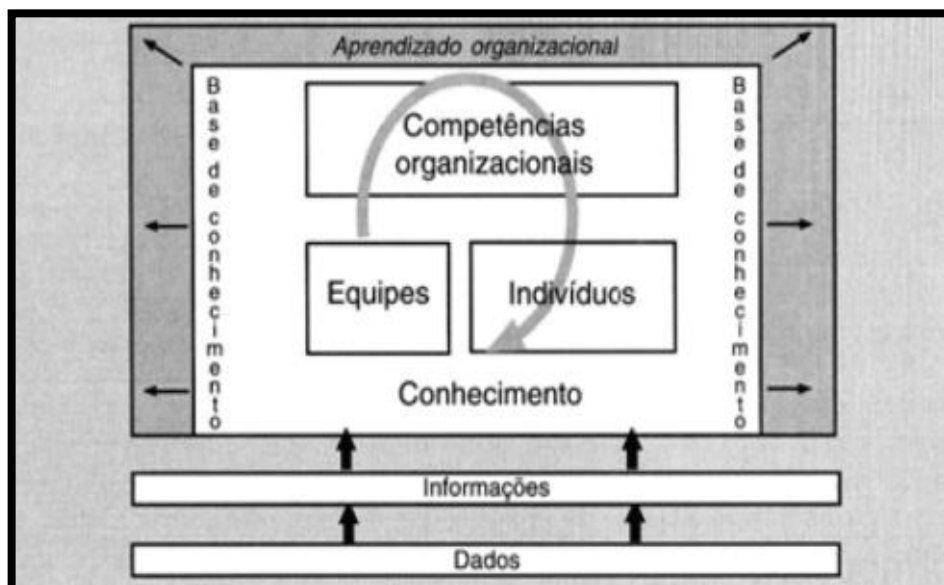 Aprendizado organizacional
Base de conhecimento
Base de conhecimento
Competências
organizacionais
Equipes
Indivíduos
Conhecimento
Informações
Dados